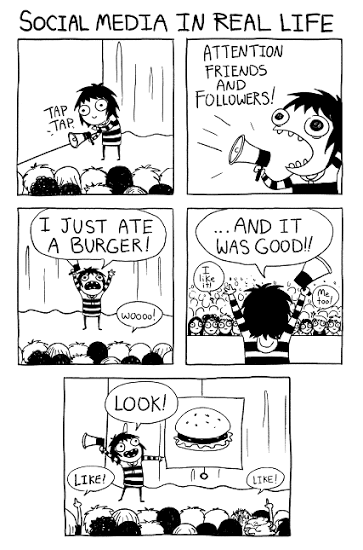 SOCIAL MEDIA IN REAL LIFE
TAP
TAP
ATTENTION
FRIENDS
AND
FOLLOWERS!
I JUST ATE
A BURGER!
WOOOO!
...AND IT
WAS GOOD!!
I
like
it!!
Me
too!
LOOK!
LIKE!
LIKE!